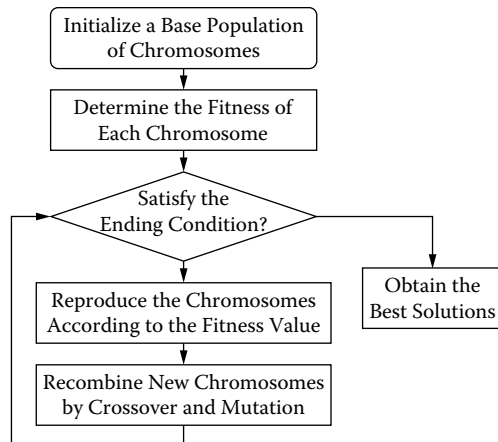 Initialize a Base Population
of Chromosomes
Determine the Fitness of
Each Chromosome
Satisfy the
Ending Condition?
Obtain the
Best Solutions
Reproduce the Chromosomes
According to the Fitness Value
Recombine New Chromosomes
by Crossover and Mutation